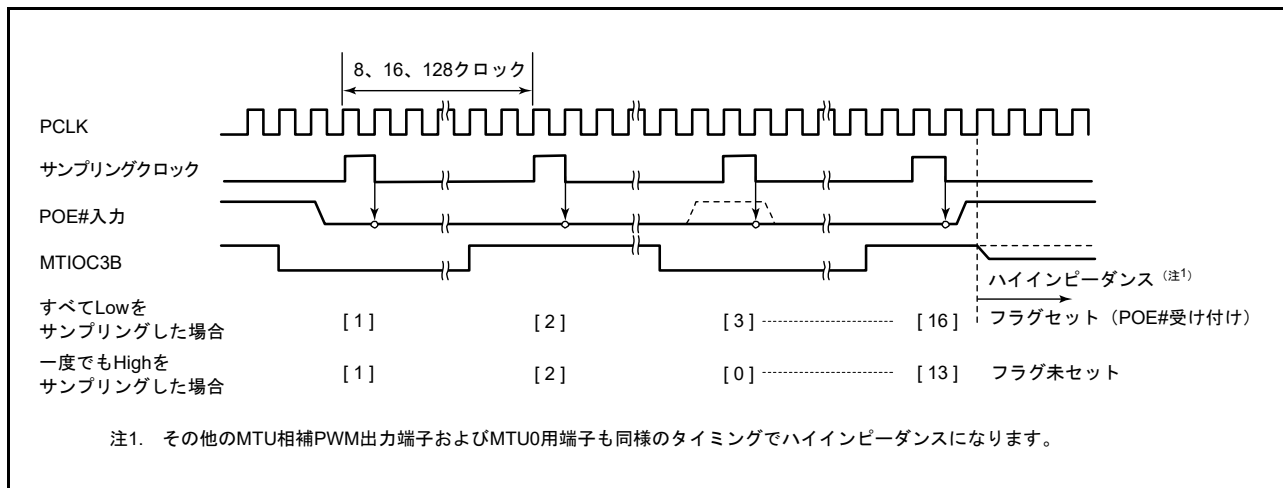 8、16、128クロック
PCLK
サンプリングクロック
POE#入力
MTIOC3B
ハイインピーダンス（注1）
すべてLowを
サンプリングした場合
[ 1 ] [ 2 ] [ 3 ] [ 16 ] フラグセット（POE#受け付け）
一度でもHighを
サンプリングした場合
[ 1 ] [ 2 ] [ 0 ] [ 13 ] フラグ未セット
注1. その他のMTU相補PWM出力端子およびMTU0用端子も同様のタイミングでハイインピーダンスになります。